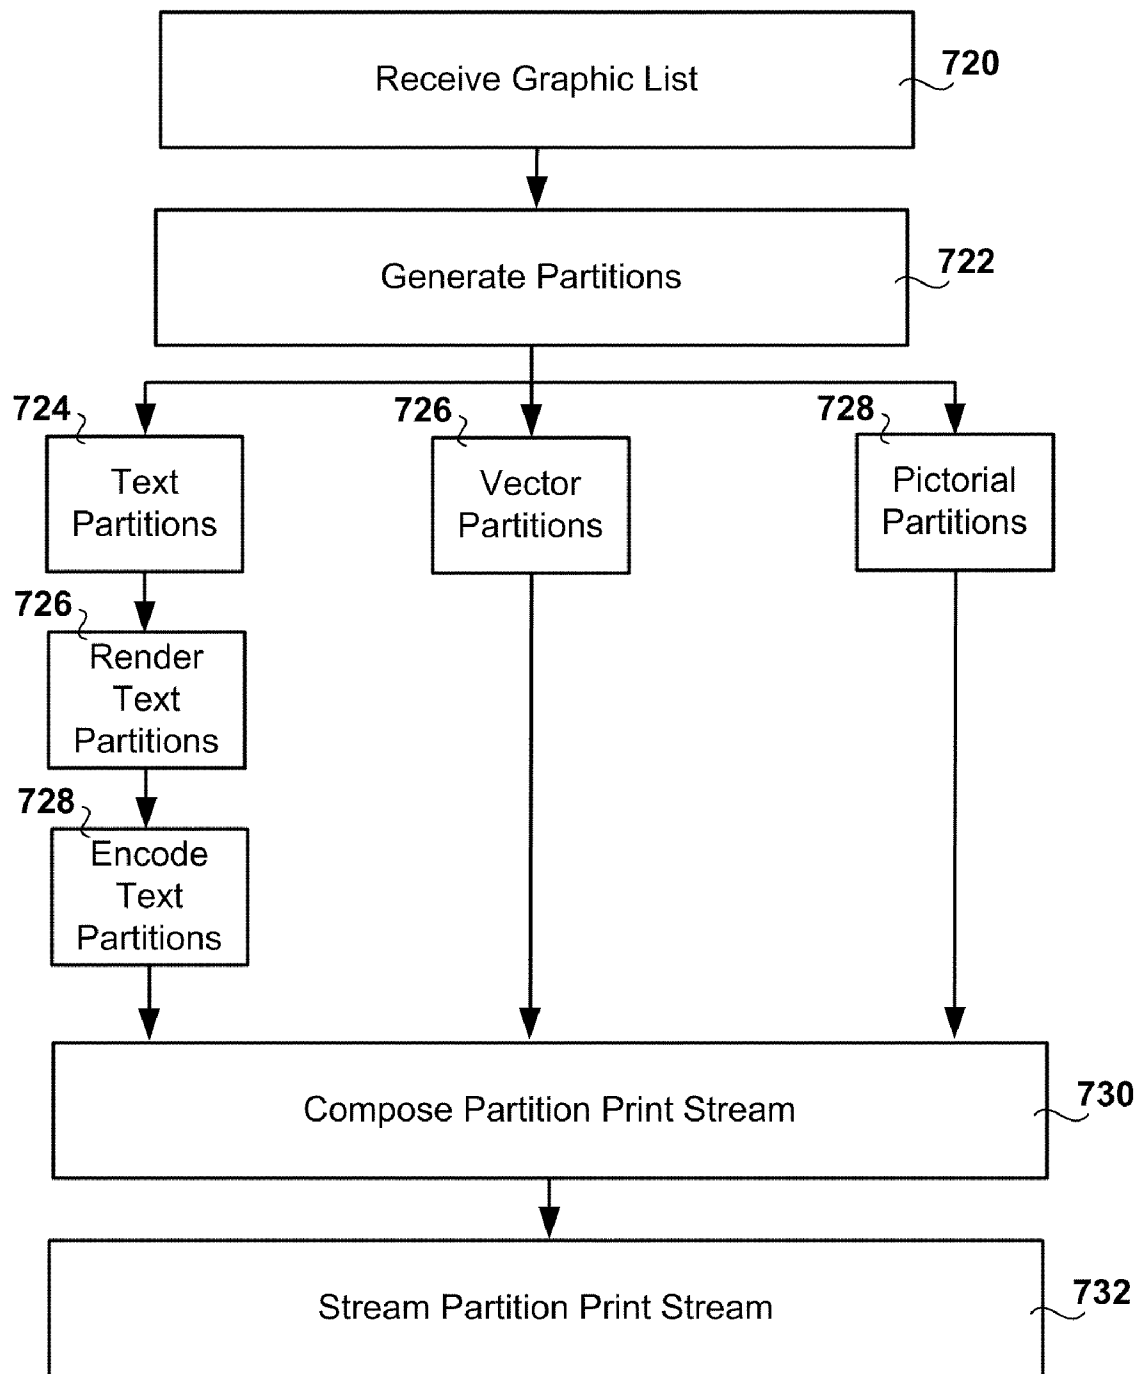 Receive Graphic List
720
Generate Partitions
722
724
Text
Partitions
726
Vector
Partitions
728
Pictorial
Partitions
726
Render
Text
Partitions
728
Encode
Text
Partitions
Compose Partition Print Stream
730
Stream Partition Print Stream
732